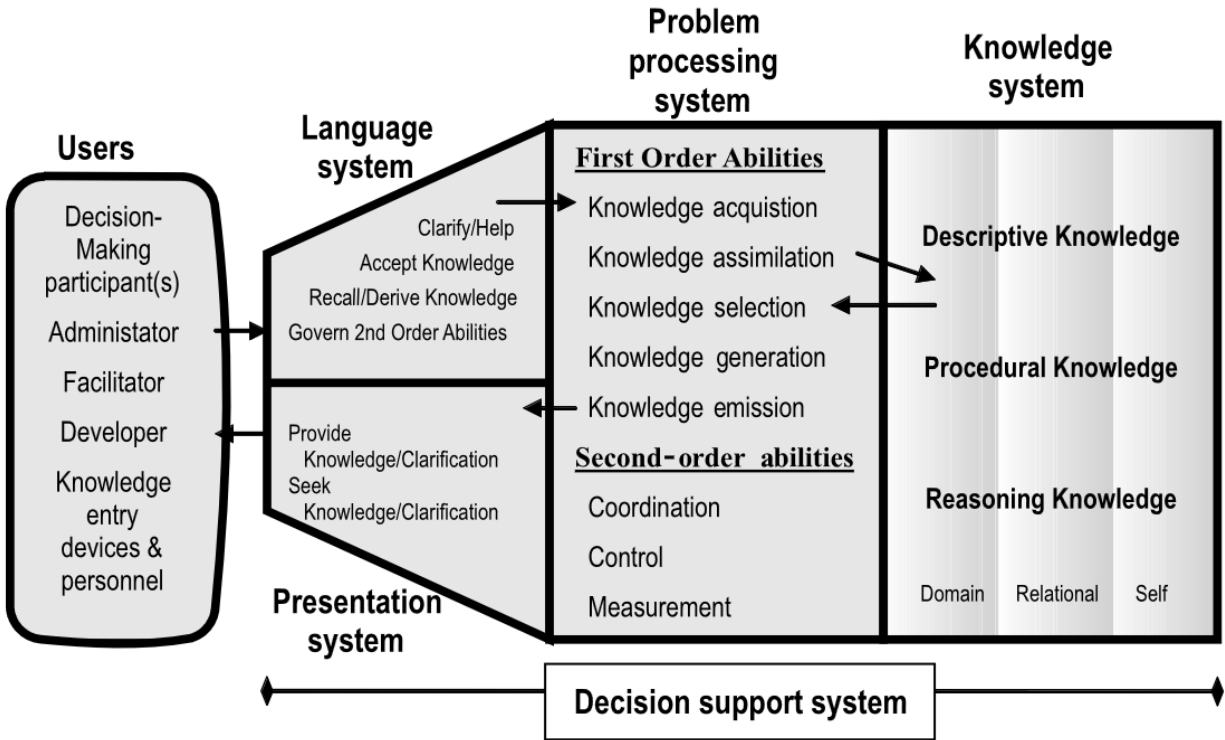 Problem
processing
system
Knowledge
system
Language
system
Users
Decision-
Making
participant(s)
Administator
Facilitator
Developer
Knowledge
entry
devices &
personnel
Clarify/Help
Accept Knowledge
Recall/Derive Knowledge
Govern 2nd Order Abilities
Provide
Knowledge/Clarification
Seek
Knowledge/Clarification
Presentation
system
First Order Abilities
Knowledge acquistion
Knowledge assimilation
Knowledge selection
Knowledge generation
Knowledge emission
Second-order abilities
Coordination
Control
Measurement
Descriptive Knowledge
Procedural Knowledge
Reasoning Knowledge
Domain Relational Self
Decision support system